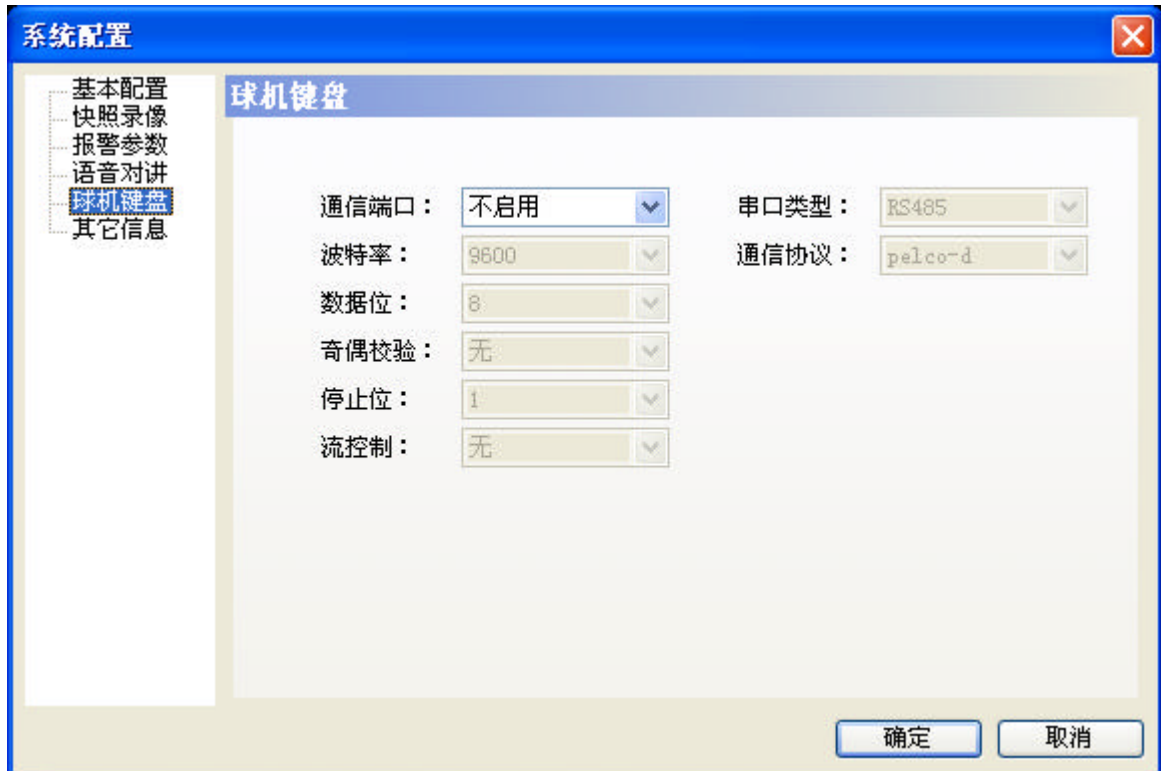 系统配置
基本配置
快照录像
报警参数
语音对讲
球机键盘
其它信息
球机键盘
通信端口： 不启用 串口类型： RS485
波特率： 9600 通信协议： pelco-d
数据位： 8
奇偶校验： 无
停止位： 1
流控制： 无
确定 取消